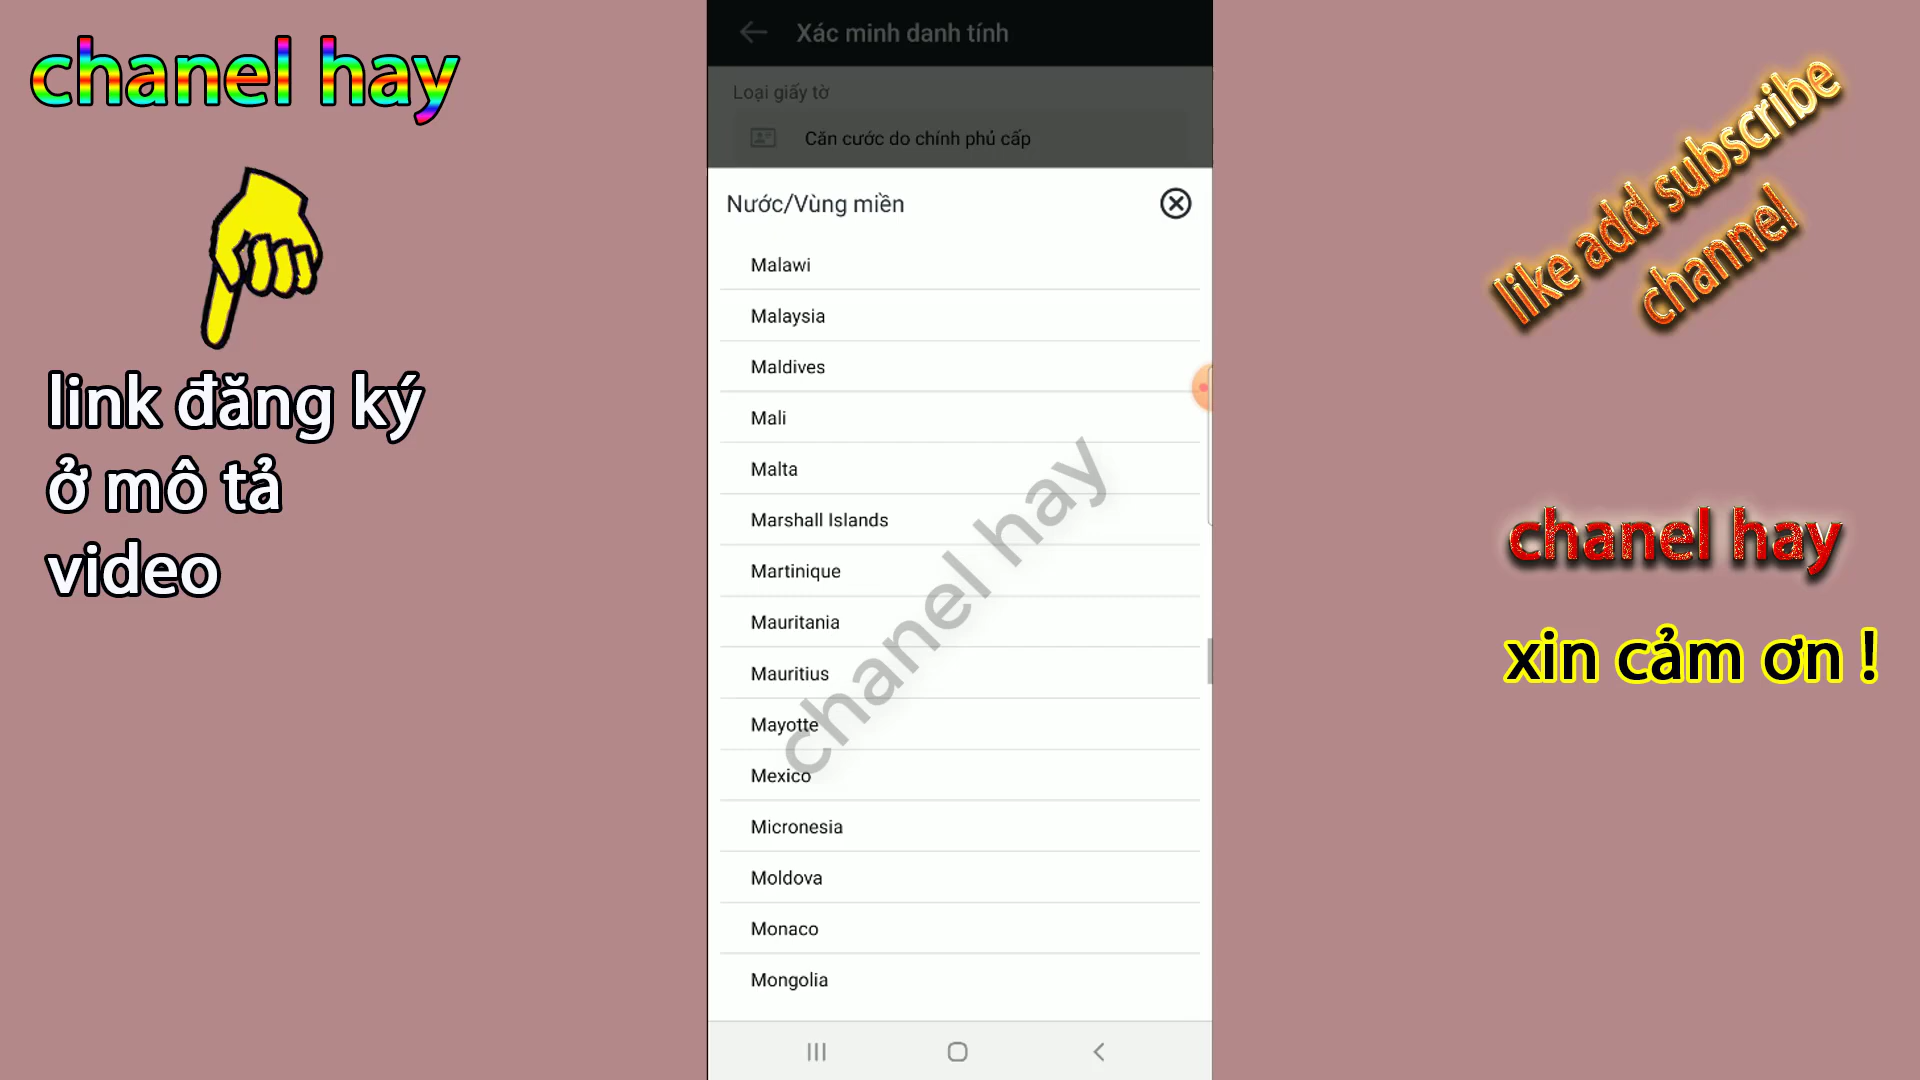 chanel hay
link đăng ký
ở mô tả
video
Xác minh danh tính
Loại giấy tờ
Căn cước do chính phủ cấp
Nước/Vùng miền
Malawi
Malaysia
Maldives
Mali
Malta
Marshall Islands
Martinique
Mauritania
Mauritius
Mayotte
Mexico
Micronesia
Moldova
Monaco
Mongolia
chanel hay
like add subscribe
channel
chanel hay
xin cảm ơn !